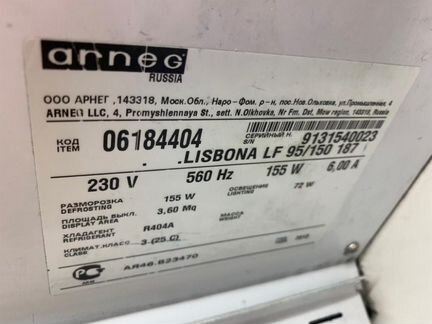 arneg
RUSSIA
ООО АРНЕГ ,143318, Моск.Обл., Наро-Фом. р-н, пос.Нов.Ольховка, ул.Промышленная, 4
ARNEG LLC, 4, Promyshlennaya St., sett. N.Olkhovka, Nr Fm. Dst, Mow region, 143318, Russia
КОД ITEM 06184404 СЕРИЙНЫЙ Н. S/N 9131540023
. .LISBONA LF 95/150 187 I
230 V 560 Hz 155 W 6,00 A
РАЗМОРОЗКА DEFROSTING 155 W ОСВЕЩЕНИЕ LIGHTING 72 W
ПЛОЩАДЬ ВЫКЛ. DISPLAY AREA 3,60 Mq МАССА WEIGHT
ХЛАДАГЕНТ REFRIGERANT R404A
КЛИМАТ.КЛАСС CLASS 3 (25 C)
AR46.B23470